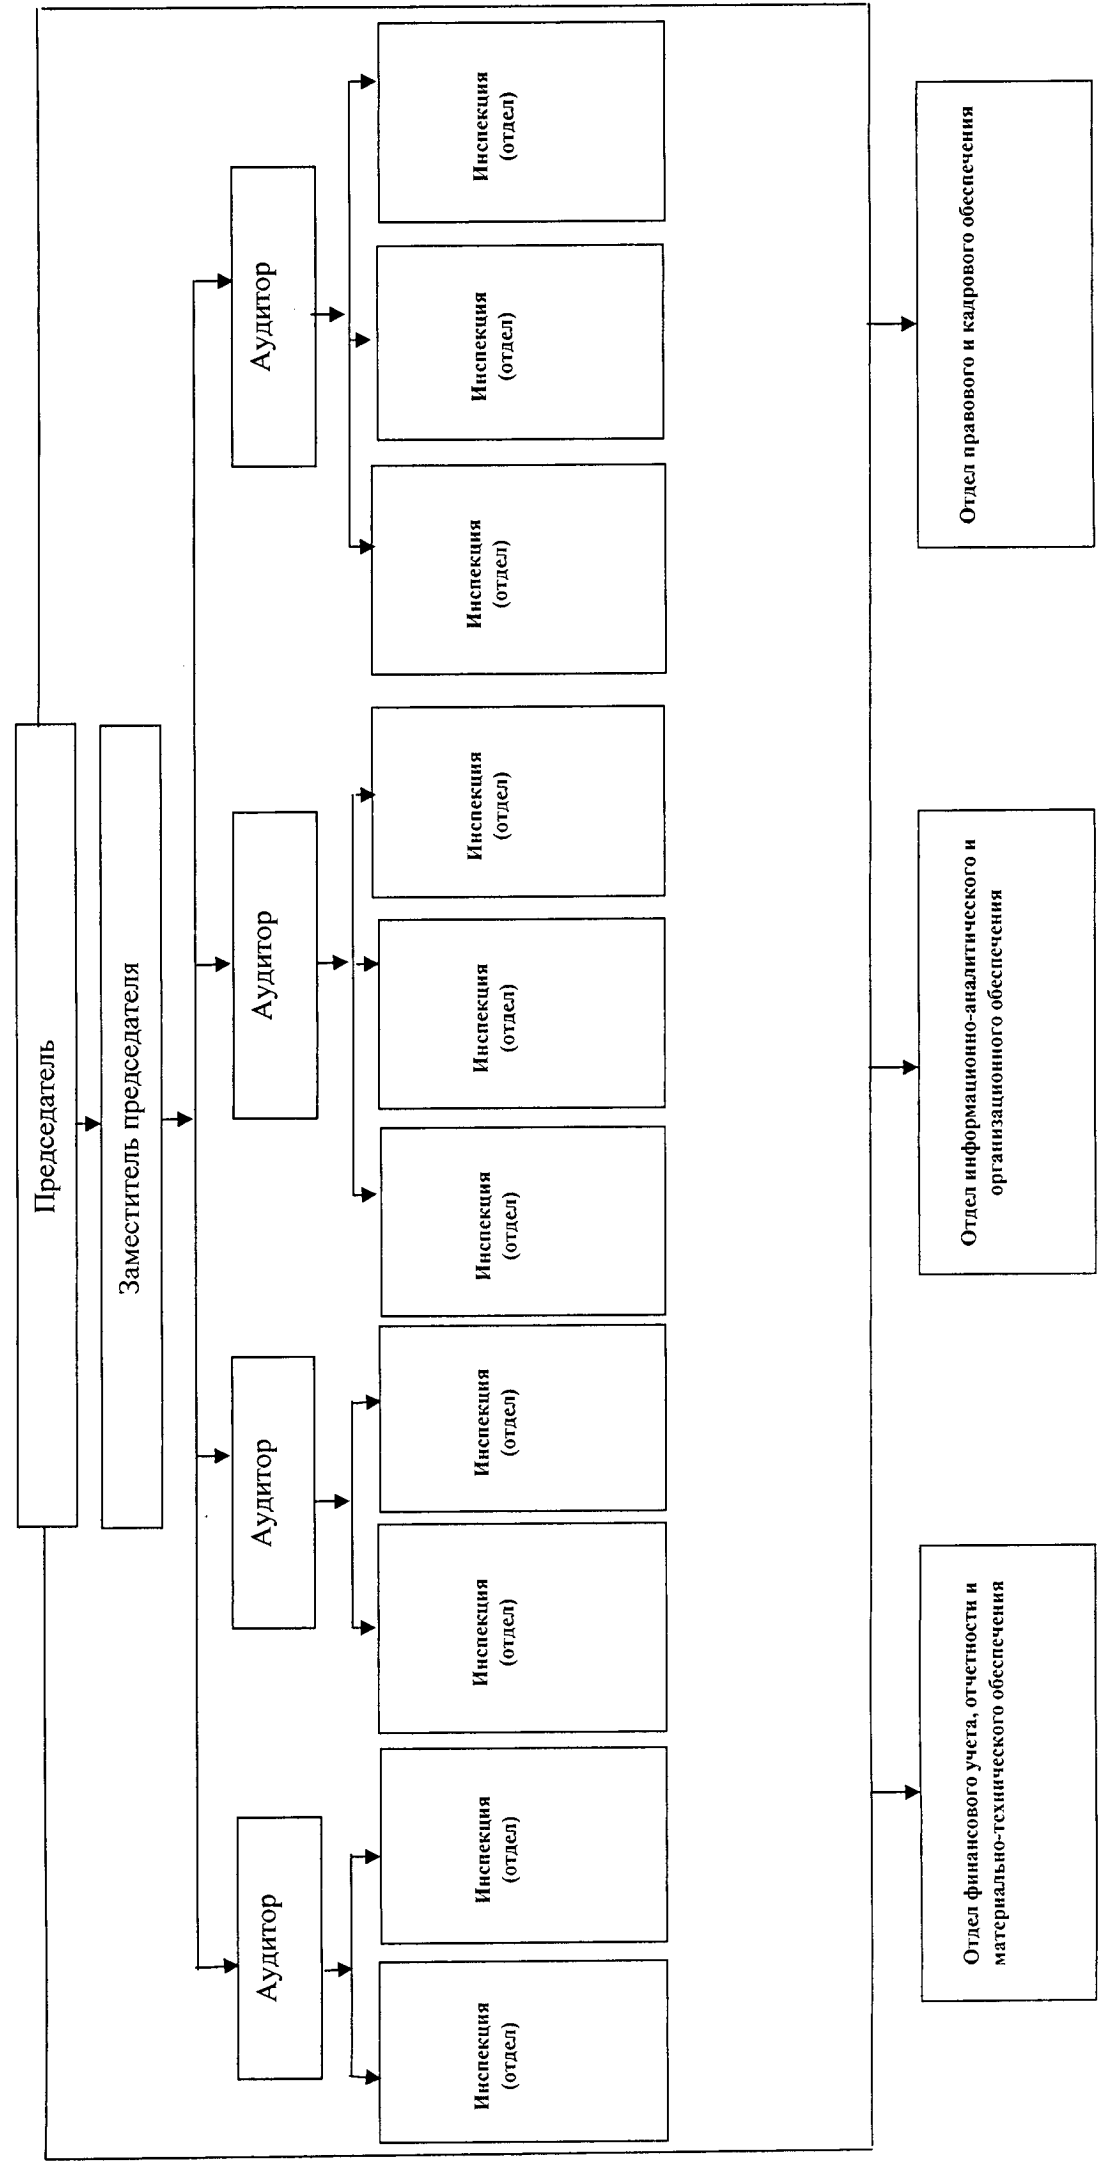 Председатель
Заместитель председателя
Аудитор
Аудитор
Аудитор
Аудитор
Инспекция
(отдел)
Инспекция
(отдел)
Инспекция
(отдел)
Инспекция
(отдел)
Инспекция
(отдел)
Инспекция
(отдел)
Инспекция
(отдел)
Инспекция
(отдел)
Инспекция
(отдел)
Инспекция
(отдел)
Отдел финансового учета, отчетности и
материально-технического обеспечения
Отдел информационно-аналитического и
организационного обеспечения
Отдел правового и кадрового обеспечения